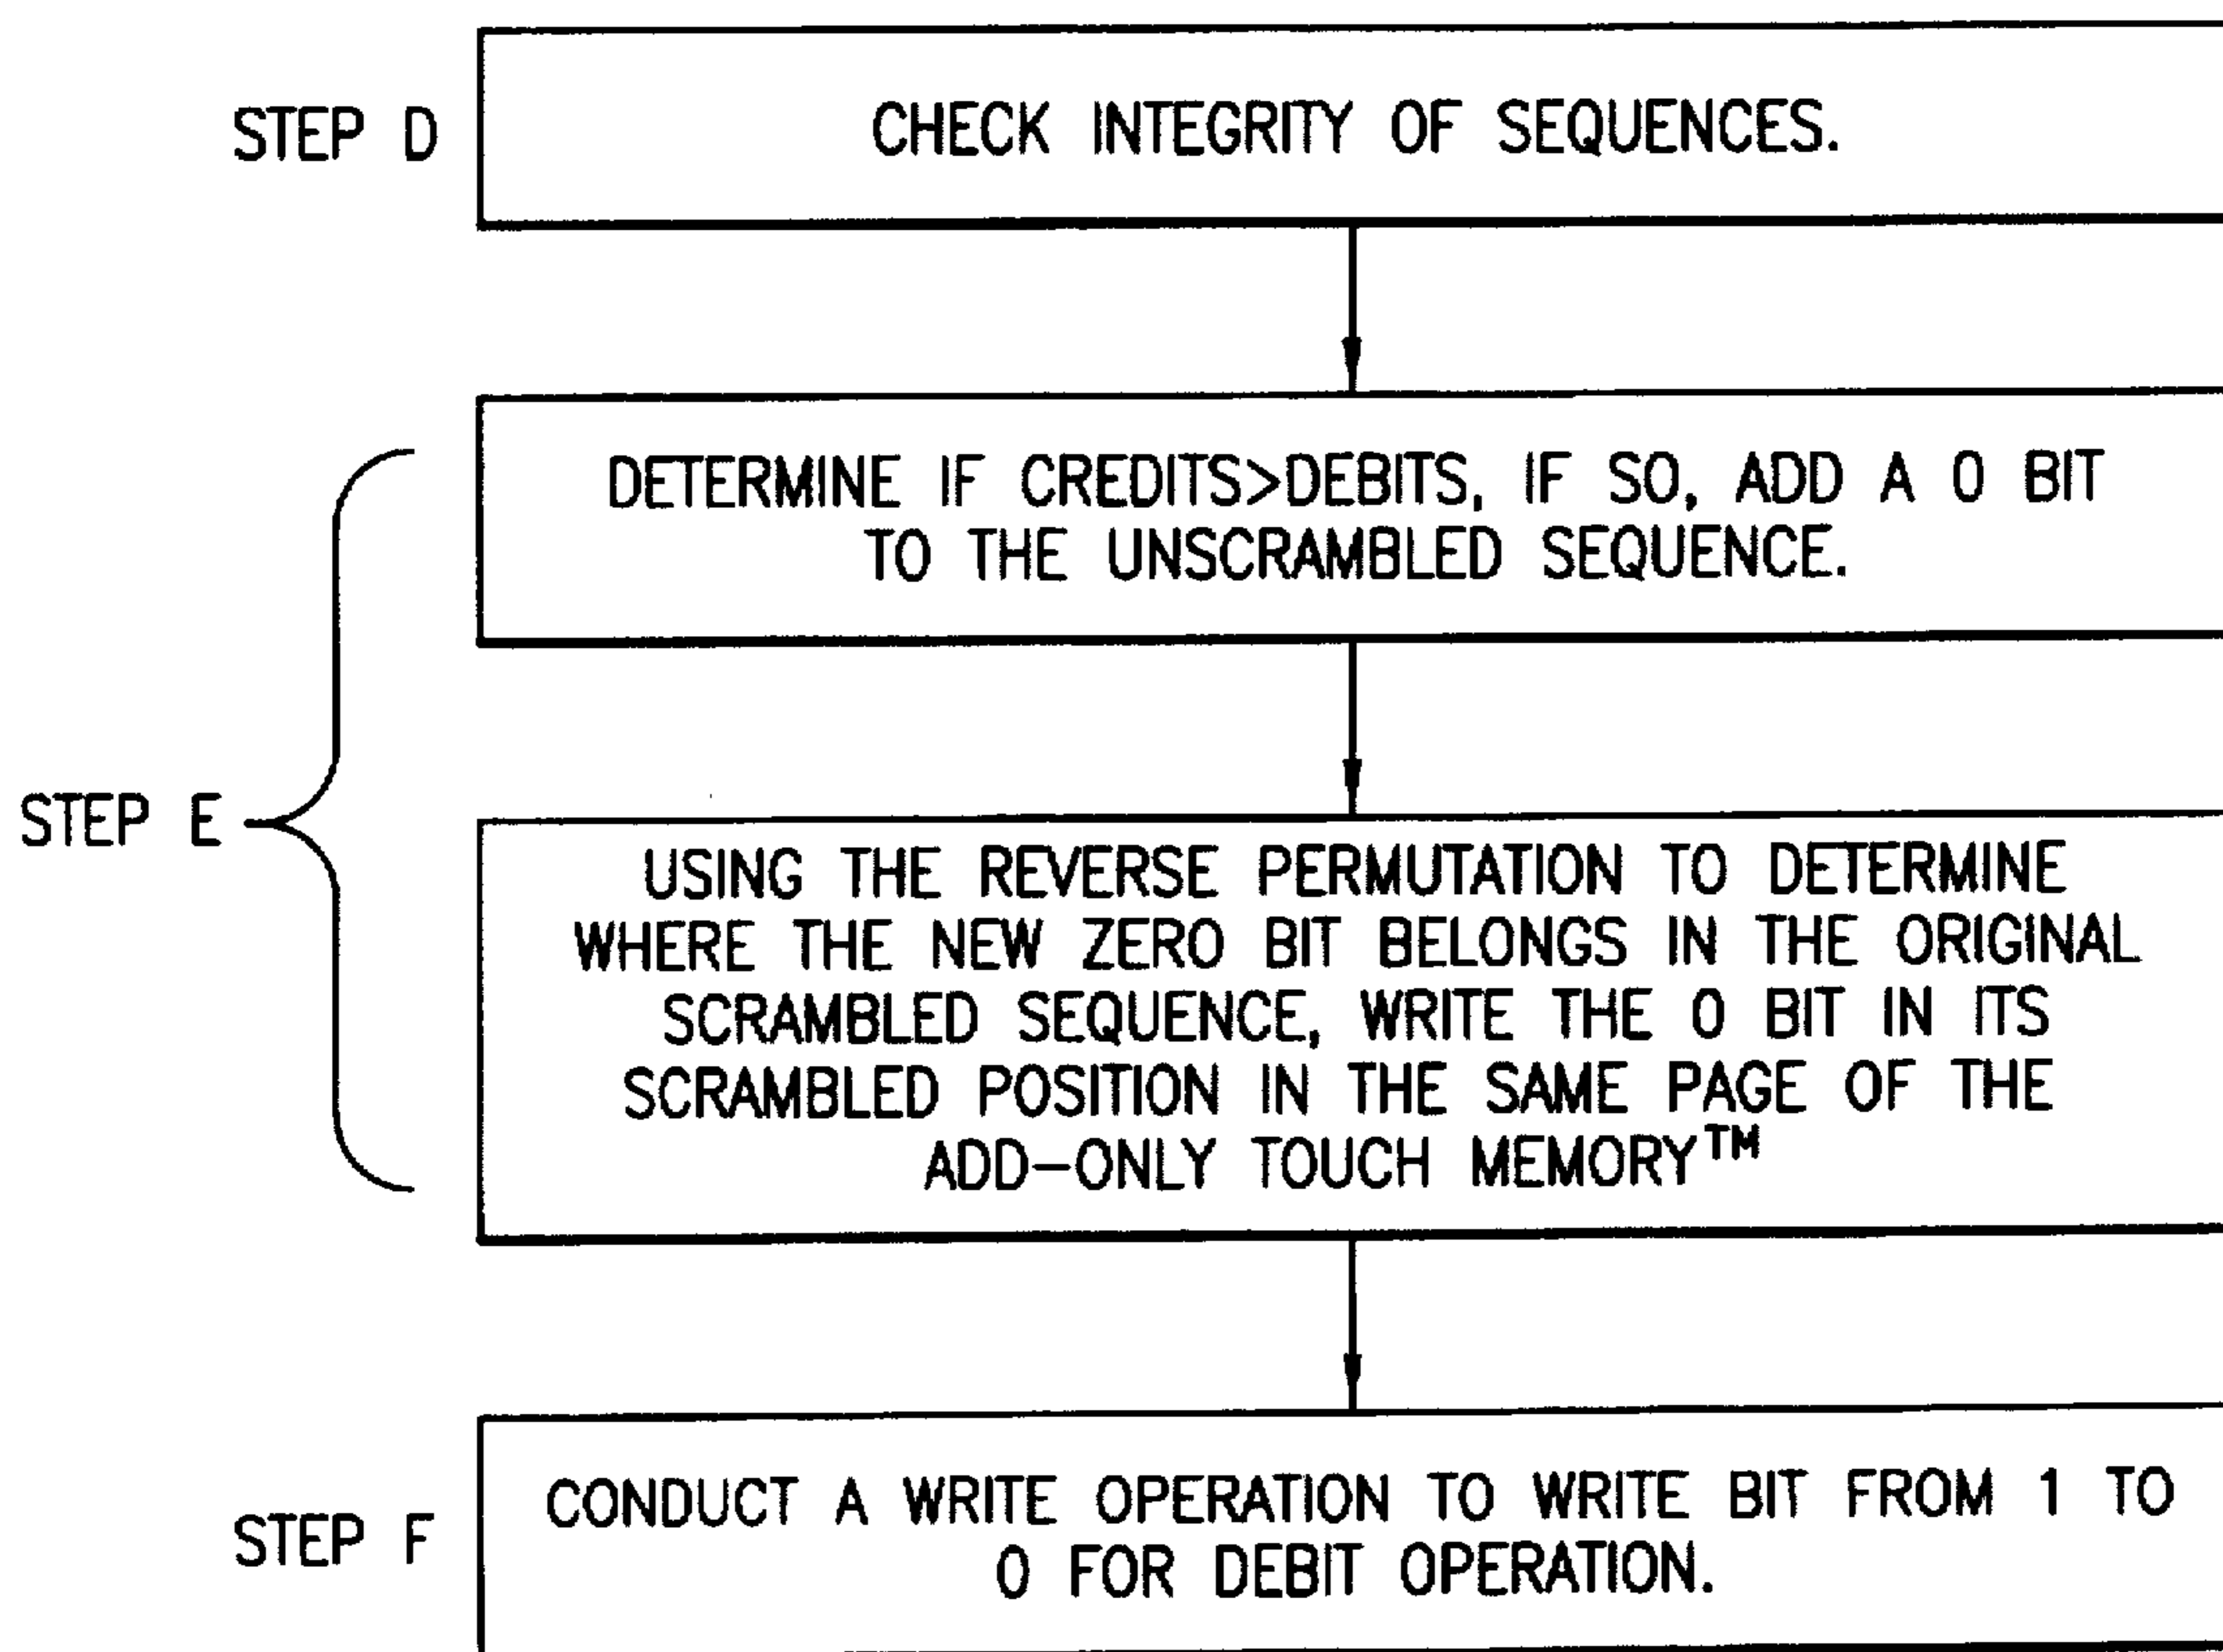 STEP D
CHECK INTEGRITY OF SEQUENCES.
DETERMINE IF CREDITS>DEBITS, IF SO, ADD A 0 BIT
TO THE UNSCRAMBLED SEQUENCE.
STEP E
USING THE REVERSE PERMUTATION TO DETERMINE
WHERE THE NEW ZERO BIT BELONGS IN THE ORIGINAL
SCRAMBLED SEQUENCE, WRITE THE 0 BIT IN ITS
SCRAMBLED POSITION IN THE SAME PAGE OF THE
ADD-ONLY TOUCH MEMORY™
STEP F
CONDUCT A WRITE OPERATION TO WRITE BIT FROM 1 TO
0 FOR DEBIT OPERATION.